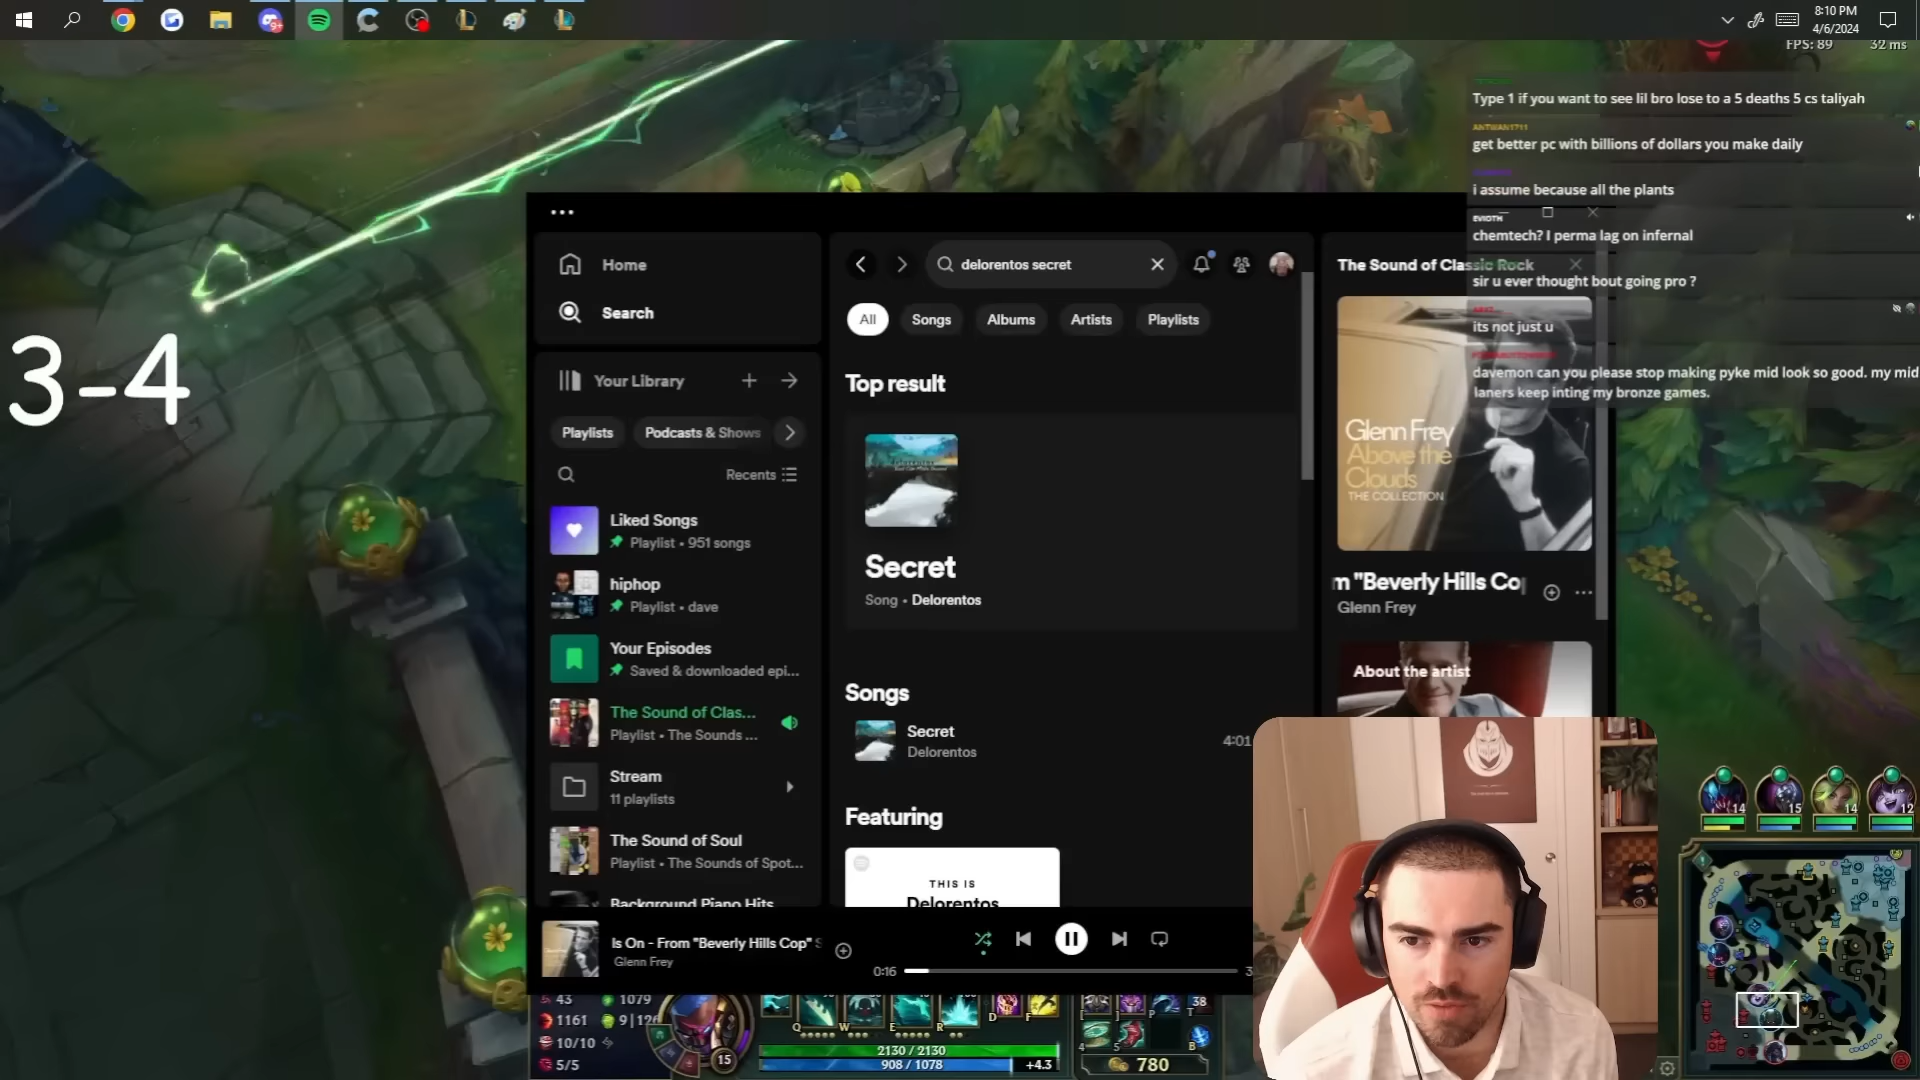 8:10 PM
4/6/2024
FPS: 89 32 ms
Type 1 if you want to see lil bro lose to a 5 deaths 5 cs taliyah
ANTWAN1711
get better pc with billions of dollars you make daily
i assume because all the plants
EVIOTH
chemtech? I perma lag on infernal
sir u ever thought bout going pro ?
its not just u
davemon can you please stop making pyke mid look so good. my mid
laners keep inting my bronze games.
3-4
Home
Search
Your Library
Playlists
Podcasts & Shows
Recents
Liked Songs
Playlist • 951 songs
hiphop
Playlist • dave
Your Episodes
Saved & downloaded epi...
The Sound of Clas...
Playlist • The Sounds ...
Stream
11 playlists
The Sound of Soul
Playlist • The Sounds of Spot...
Background Piano Hits
delorentos secret
All
Songs
Albums
Artists
Playlists
Top result
Secret
Song • Delorentos
Songs
Secret
Delorentos
4:01
Featuring
THIS IS
Delorentos
The Sound of Classic Rock
Glenn Frey
Above the
Clouds
THE COLLECTION
m "Beverly Hills Cop
Glenn Frey
About the artist
Is On - From "Beverly Hills Cop" S
Glenn Frey
0:16
3
14
15
14
12
43
1079
1161
10/10
5/5
15
Q W E R D F
38
2130 / 2130
908 / 1078
+4.3
780